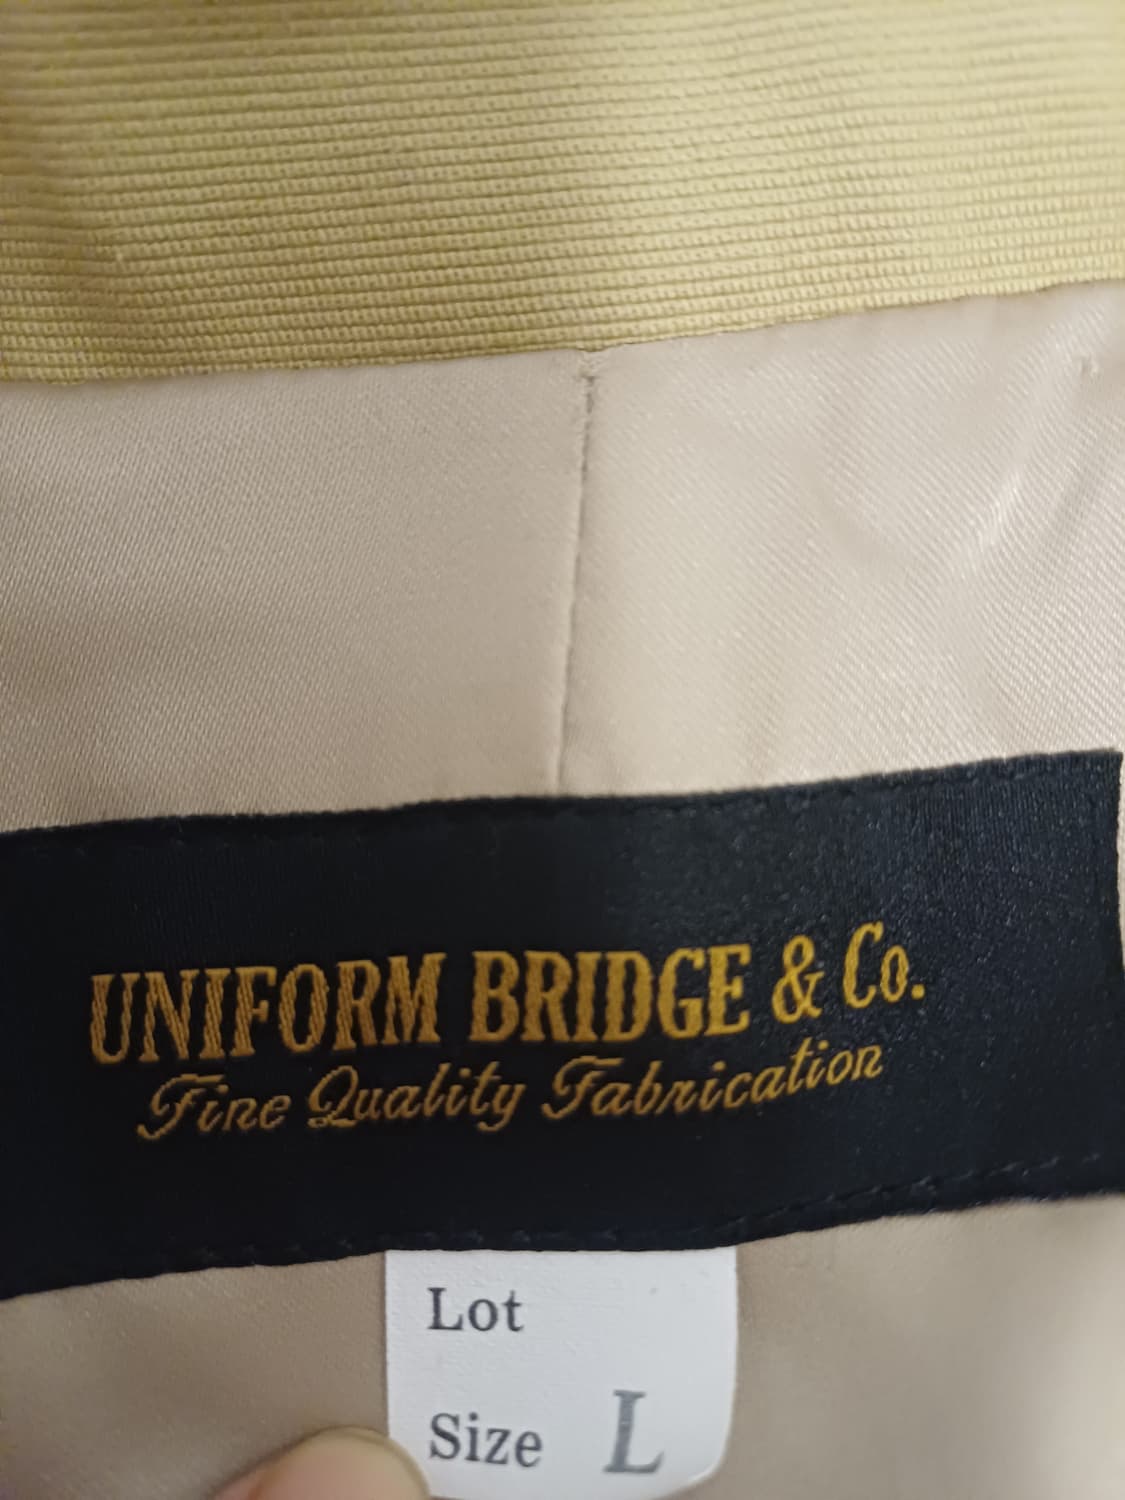 UNIFORM BRIDGE & Co.
Fine Quality Fabrication
Lot
Size L